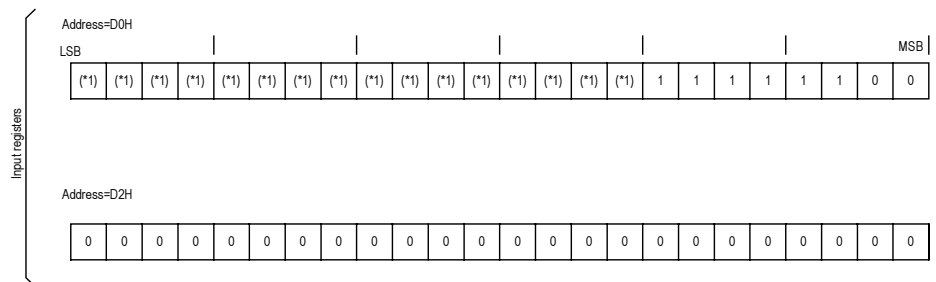 Address=D0H
LSB MSB
(*1) (*1) (*1) (*1) (*1) (*1) (*1) (*1) (*1) (*1) (*1) (*1) (*1) (*1) (*1) (*1) 1 1 1 1 1 1 0 0
Input registers
Address=D2H
0 0 0 0 0 0 0 0 0 0 0 0 0 0 0 0 0 0 0 0 0 0 0 0